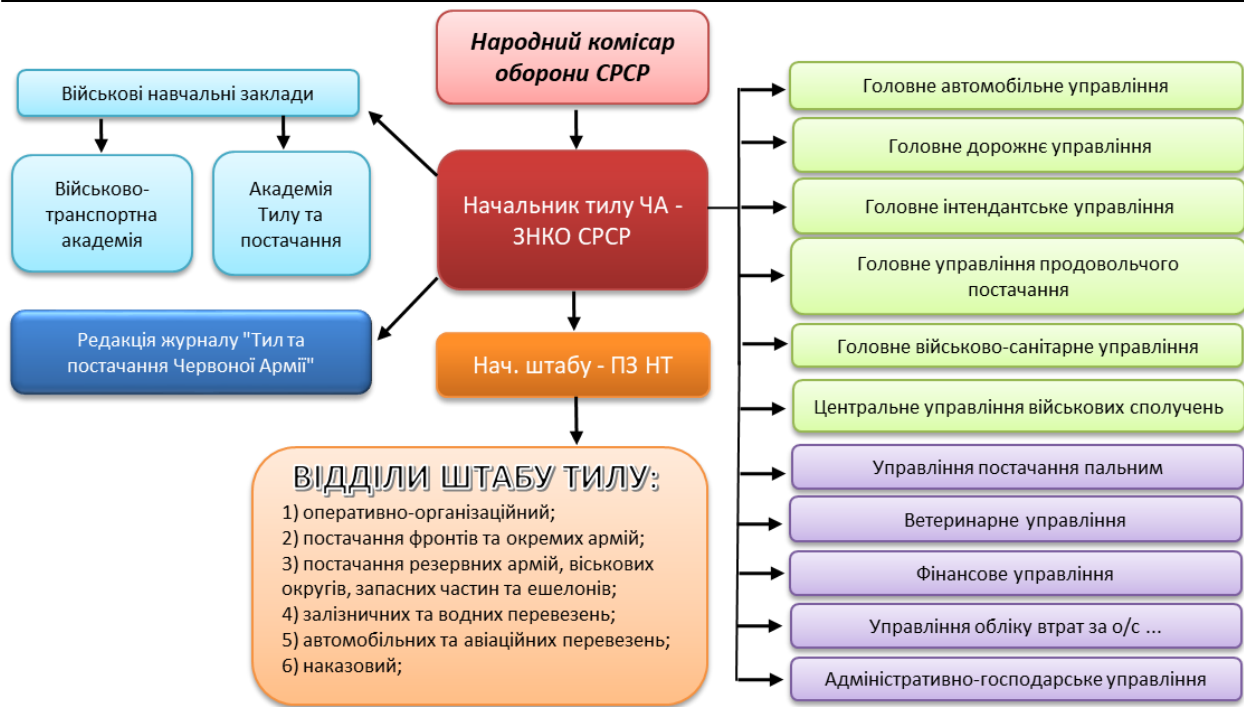 Народний комісар
оборони СРСР
Військові навчальні заклади
Військово-
транспортна
академія
Академія
Тилу та
постачання
Начальник тилу ЧА -
ЗНКО СРСР
Редакція журналу "Тил та
постачання Червоної Армії"
Нач. штабу - ПЗ НТ
ВІДДІЛИ ШТАБУ ТИЛУ:
1) оперативно-організаційний;
2) постачання фронтів та окремих армій;
3) постачання резервних армій, віськових
округів, запасних частин та ешелонів;
4) залізничних та водних перевезень;
5) автомобільних та авіаційних перевезень;
6) наказовий;
Головне автомобільне управління
Головне дорожнє управління
Головне інтендантське управління
Головне управління продовольчого
постачання
Головне військово-санітарне управління
Центральне управління військових сполучень
Управління постачання пальним
Ветеринарне управління
Фінансове управління
Управління обліку втрат за о/с ...
Адміністративно-господарське управління